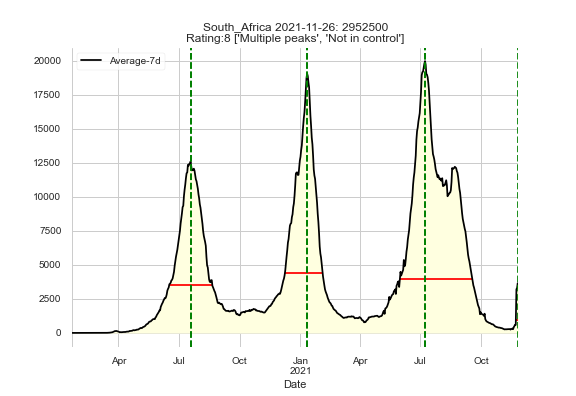 South_Africa 2021-11-26: 2952500
Rating:8 ['Multiple peaks', 'Not in control']
Average-7d
20000
17500
15000
12500
10000
7500
5000
2500
0
Apr Jul Oct Jan Apr Jul Oct
2021
Date